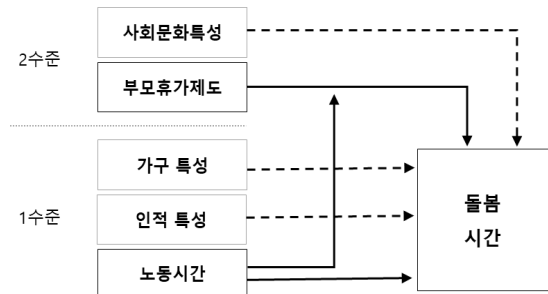 사회문화특성
2수준
부모휴가제도
가구 특성
인적 특성
1수준
노동시간
돌봄
시간